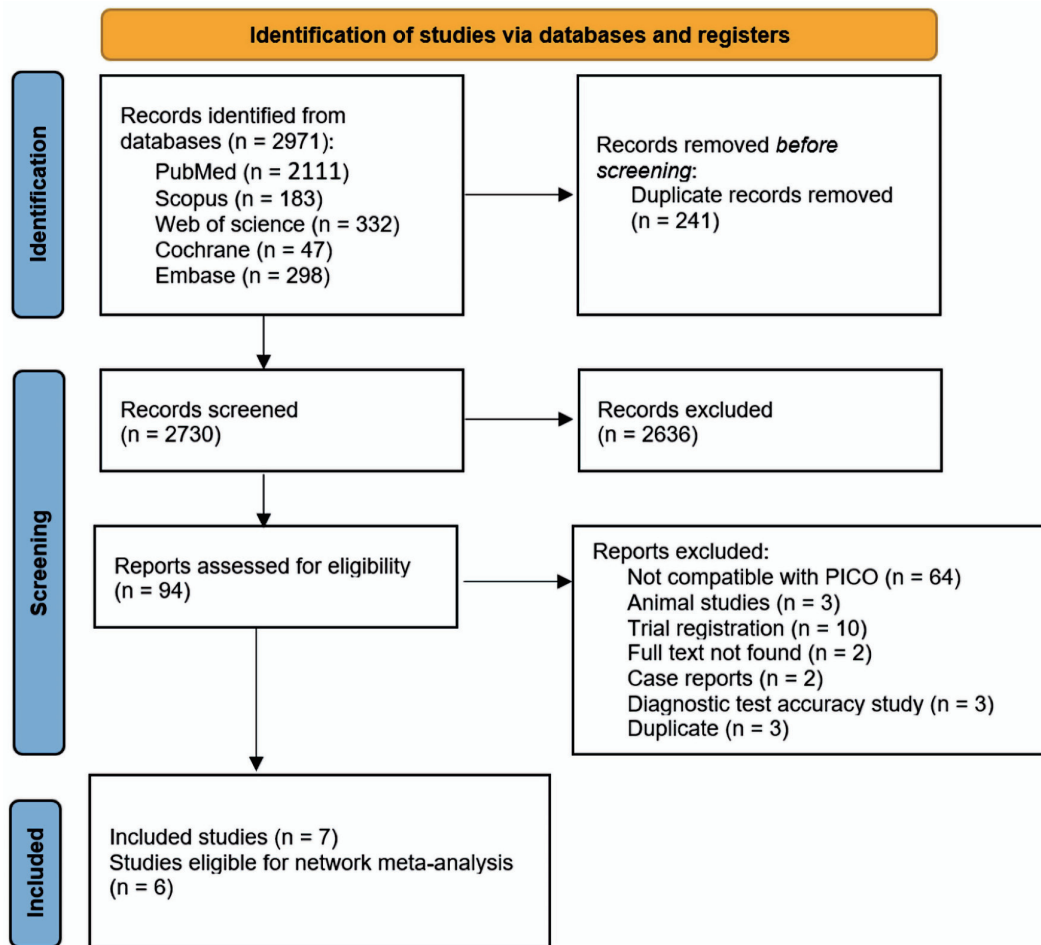 Identification of studies via databases and registers
Identification
Records identified from
databases (n = 2971):
PubMed (n = 2111)
Scopus (n = 183)
Web of science (n = 332)
Cochrane (n = 47)
Embase (n = 298)
Records removed before
screening:
Duplicate records removed
(n = 241)
Screening
Records screened
(n = 2730)
Records excluded
(n = 2636)
Reports assessed for eligibility
(n = 94)
Reports excluded:
Not compatible with PICO (n = 64)
Animal studies (n = 3)
Trial registration (n = 10)
Full text not found (n = 2)
Case reports (n = 2)
Diagnostic test accuracy study (n = 3)
Duplicate (n = 3)
Included
Included studies (n = 7)
Studies eligible for network meta-analysis
(n = 6)